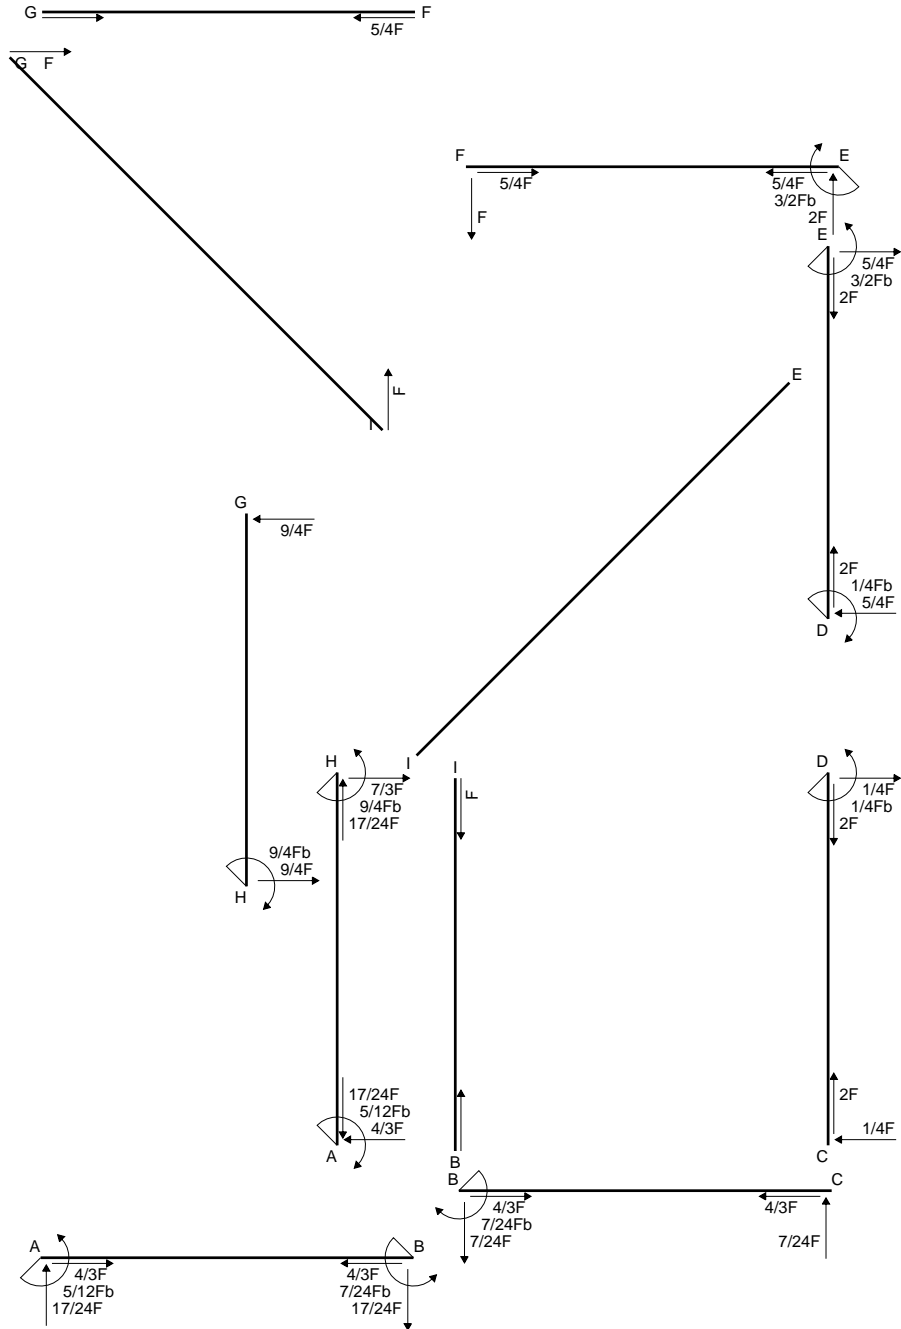 G F
5/4F
G F
F
I
F E
5/4F 5/4F
3/2Fb
F 2F
E
5/4F
3/2Fb
2F
E
2F
1/4Fb
5/4F
D
G
9/4F
9/4Fb
9/4F
H
H
7/3F
9/4Fb
17/24F
I
I
F
D
1/4F
1/4Fb
2F
17/24F
5/12Fb
4/3F
A
2F
1/4F
B C
B C
4/3F 4/3F
7/24Fb
7/24F 7/24F
A B
4/3F 4/3F
5/12Fb 7/24Fb
17/24F 17/24F